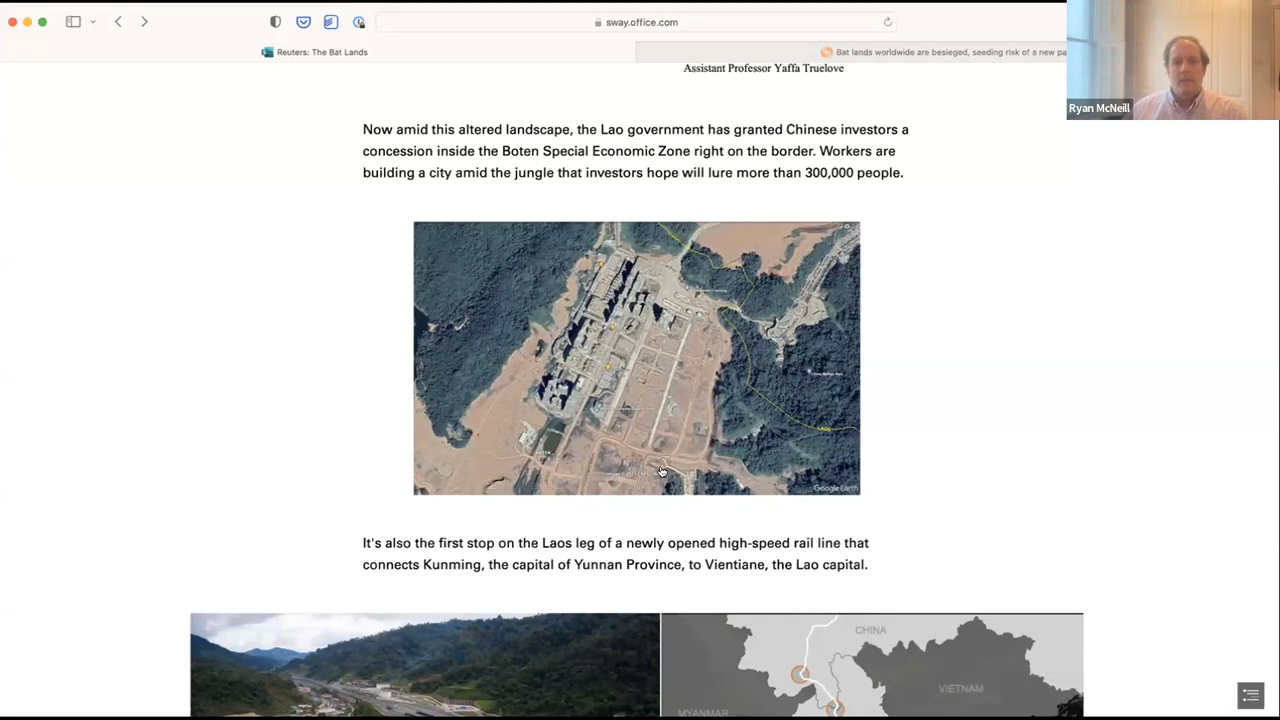 sway.office.com
Reuters: The Bat Lands
Bat lands worldwide are besieged, seeding risk of a new pa
Ryan McNeill
Assistant Professor Yaffa Truelove
Now amid this altered landscape, the Lao government has granted Chinese investors a
concession inside the Boten Special Economic Zone right on the border. Workers are
building a city amid the jungle that investors hope will lure more than 300,000 people.
BOTEN
Google Earth
It's also the first stop on the Laos leg of a newly opened high-speed rail line that
connects Kunming, the capital of Yunnan Province, to Vientiane, the Lao capital.
CHINA
VIETNAM
MYANMAR